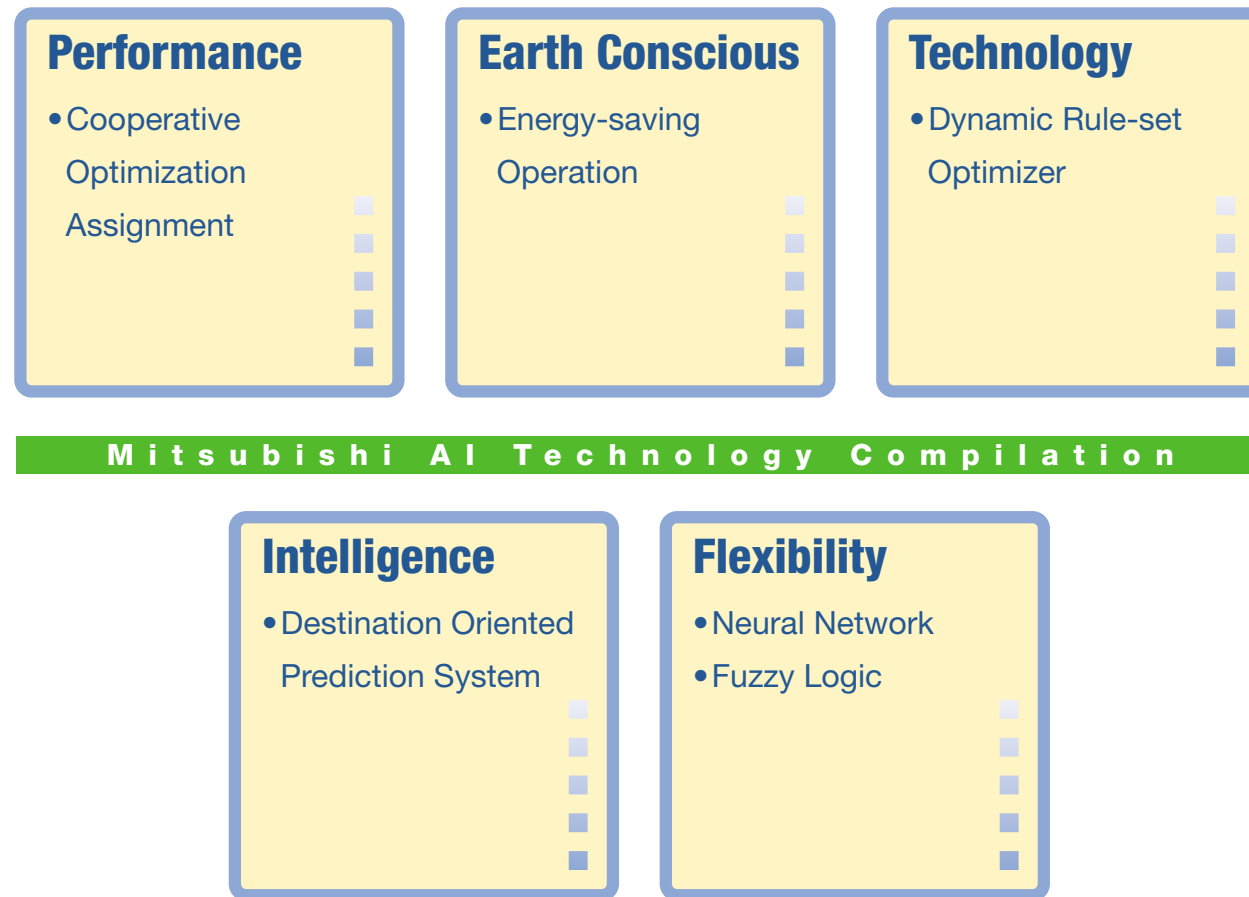 Performance
•Cooperative
Optimization
Assignment
Earth Conscious
•Energy-saving
Operation
Technology
•Dynamic Rule-set
Optimizer
Mitsubishi AI Technology Compilation
Intelligence
•Destination Oriented
Prediction System
Flexibility
•Neural Network
•Fuzzy Logic